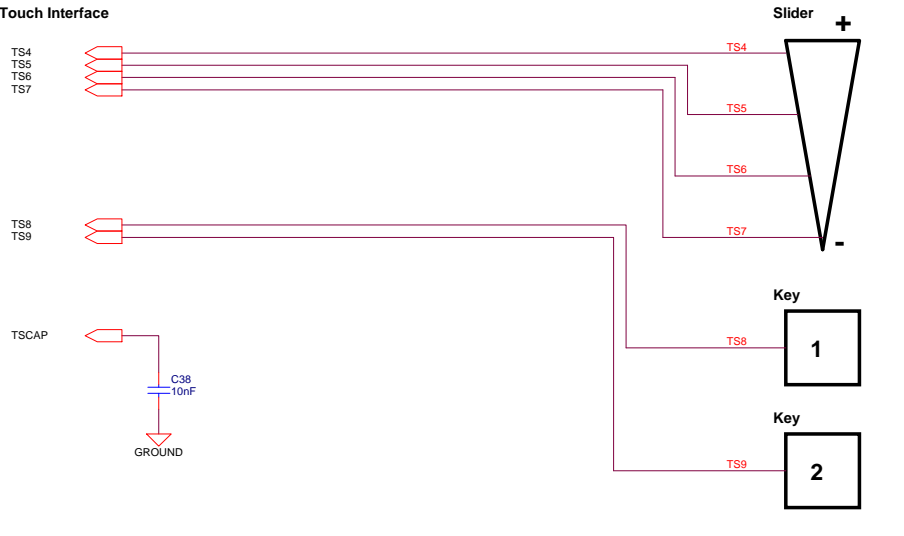 Touch Interface
Slider
+
TS4
TS4
TS5
TS6
TS7
TS5
TS6
TS8
TS9
TS7
-
Key
TSCAP
TS8
1
C38
10nF
Key
GROUND
TS9
2